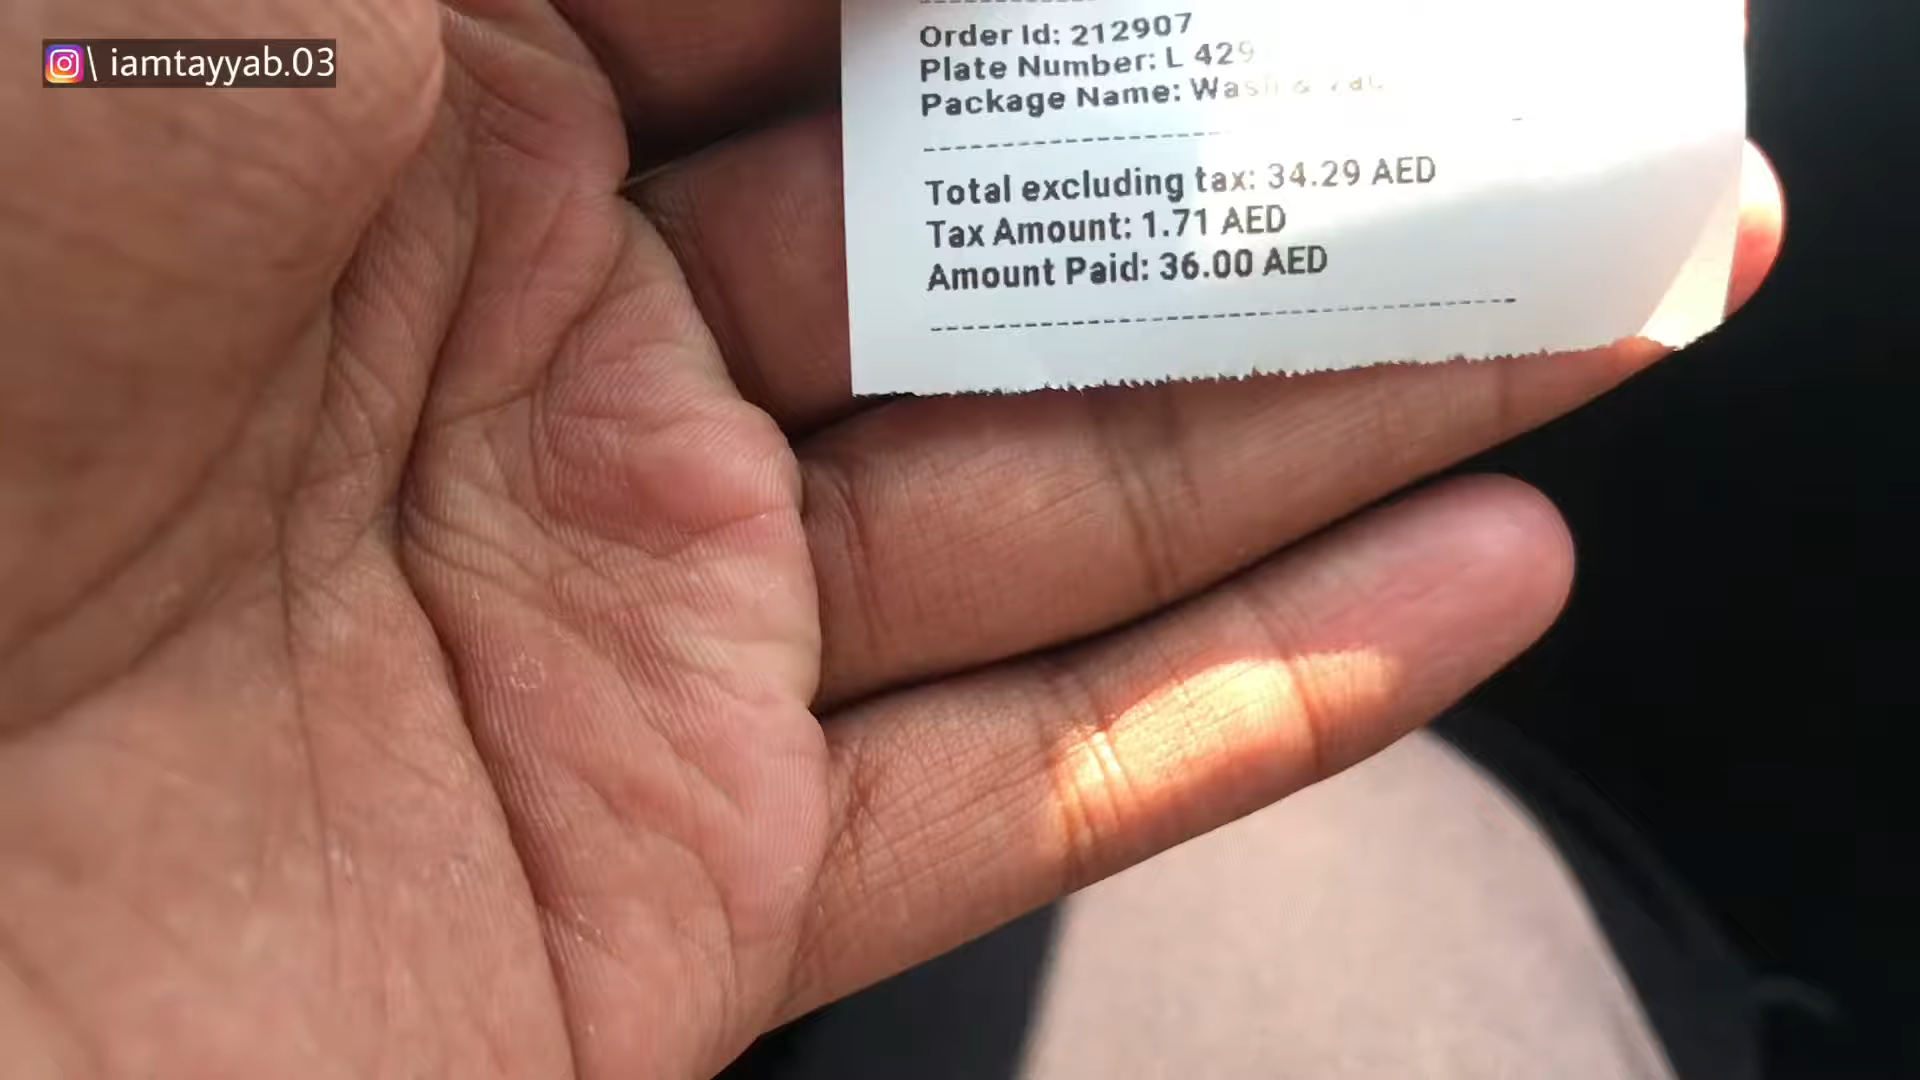 \ iamtayyab.03
Order Id: 212907
Plate Number: L 429
Package Name: Wash &
Total excluding tax: 34.29 AED
Tax Amount: 1.71 AED
Amount Paid: 36.00 AED